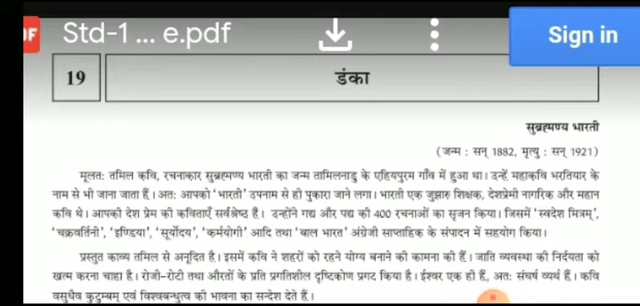 DF Std-1 ... e.pdf Sign in
19 डंका
सुब्रह्मण्य भारती
(जन्म : सन् 1882, मृत्यु : सन् 1921)
मूलत: तमिल कवि, रचनाकार सुब्रह्मण्य भारती का जन्म तामिलनाडु के एहियपुरम गाँव में हुआ था। उन्हें महाकवि भरतियार के
नाम से भी जाना जाता हैं। अत: आपको 'भारती' उपनाम से ही पुकारा जाने लगा। भारती एक जुझारू शिक्षक, देशप्रेमी नागरिक और महान
कवि थे। आपकी देश प्रेम की कविताएँ सर्वश्रेष्ठ हैं। उन्होंने गद्य और पद्य की 400 रचनाओं का सृजन किया। जिसमें 'स्वदेश मित्रम्',
'चक्रवर्तिनी', 'इण्डिया', 'सूर्योदय', 'कर्मयोगी' आदि तथा 'बाल भारत' अंग्रेजी साप्ताहिक के संपादन में सहयोग किया।
प्रस्तुत काव्य तमिल से अनूदित है। इसमें कवि ने शहरों को रहने योग्य बनाने की कामना की हैं। जाति व्यवस्था की निर्दयता को
खत्म करना चाहा है। रोजी-रोटी तथा औरतों के प्रति प्रगतिशील दृष्टिकोण प्रगट किया है। ईश्वर एक ही हैं, अत: संघर्ष व्यर्थ हैं। कवि
वसुधैव कुटुम्बम् एवं विश्वबन्धुत्व की भावना का सन्देश देते हैं।